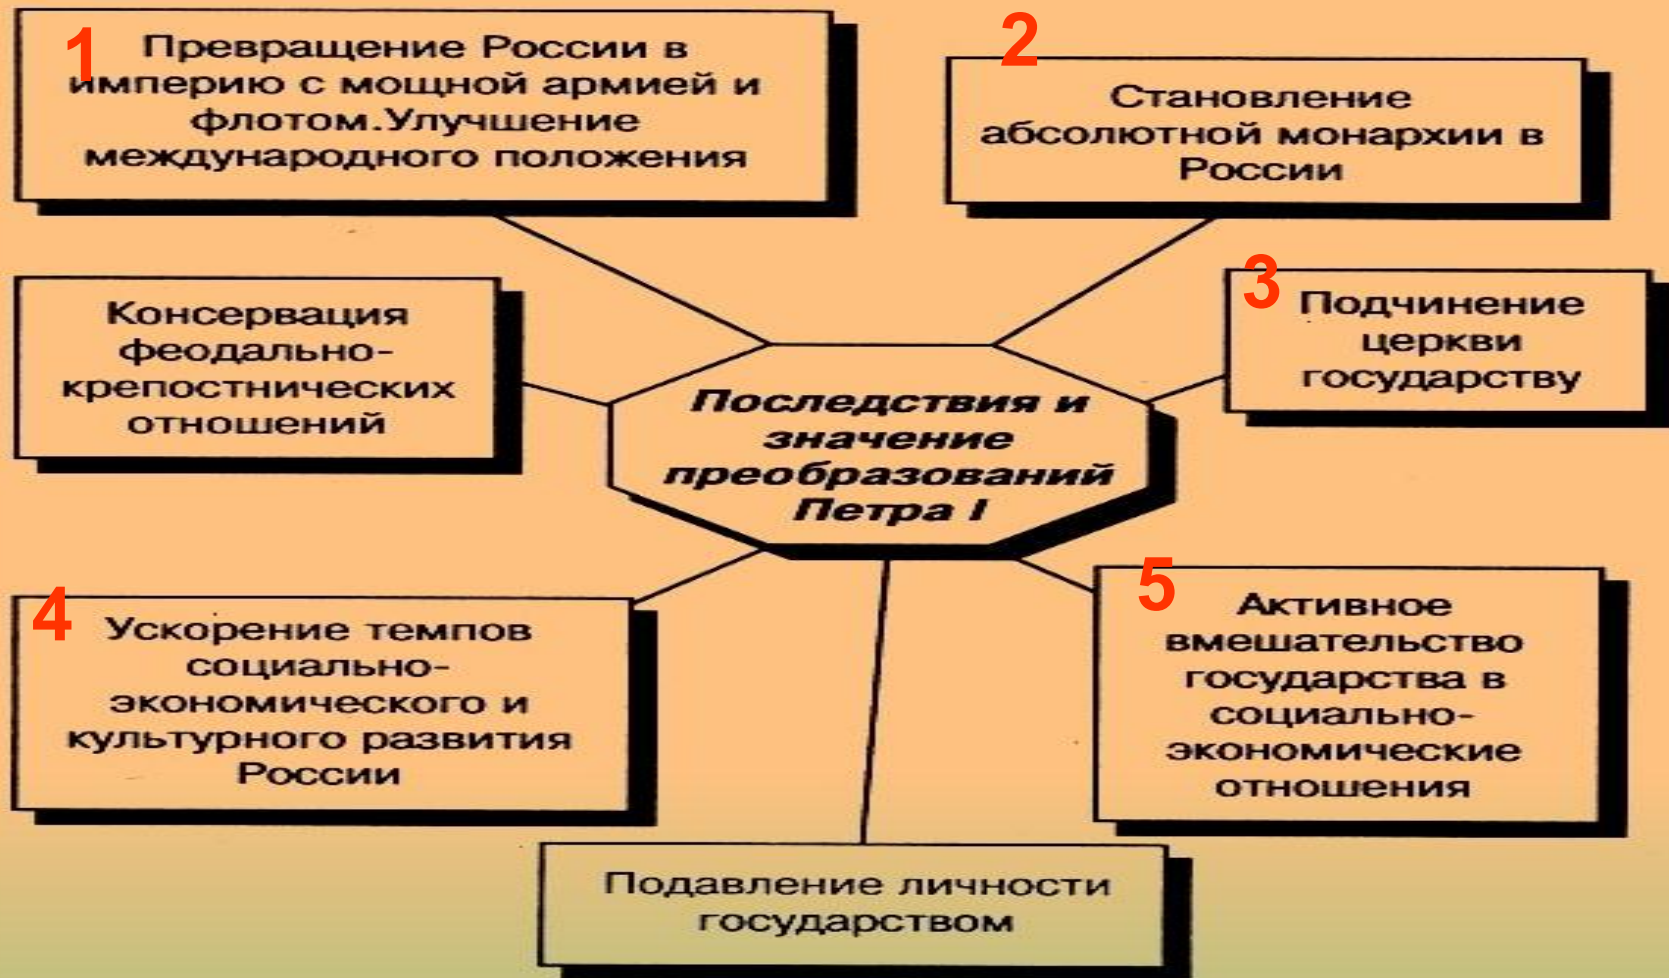 1
Превращение России в
империю с мощной армией и
флотом.Улучшение
международного положения
2
Становление
абсолютной монархии в
России
Консервация
феодально-
крепостнических
отношений
3
Подчинение
церкви
государству
Последствия и
значение
преобразований
Петра I
4
Ускорение темпов
социально-
экономического и
культурного развития
России
5
Активное
вмешательство
государства в
социально-
экономические
отношения
Подавление личности
государством